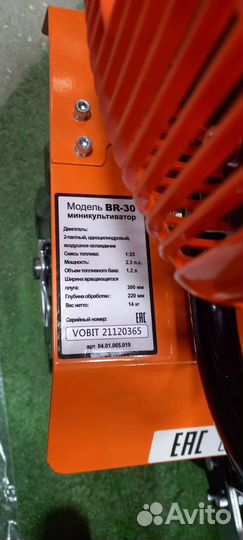 Модель BR-30
миникультиватор
Двигатель:
2-тактный, одноцилиндровый,
воздушное охлаждение
Смесь топлива: 1:25
Мощность: 2.3 л.с.
Объем топливного бака: 1.2 л
Ширина вращающегося
плуга: 300 мм
Глубина обработки: 220 мм
Вес нетто: 14 кг
Серийный номер: EAC
VOBIT 21120365
арт. 04.01.065.019
EAC
Avito